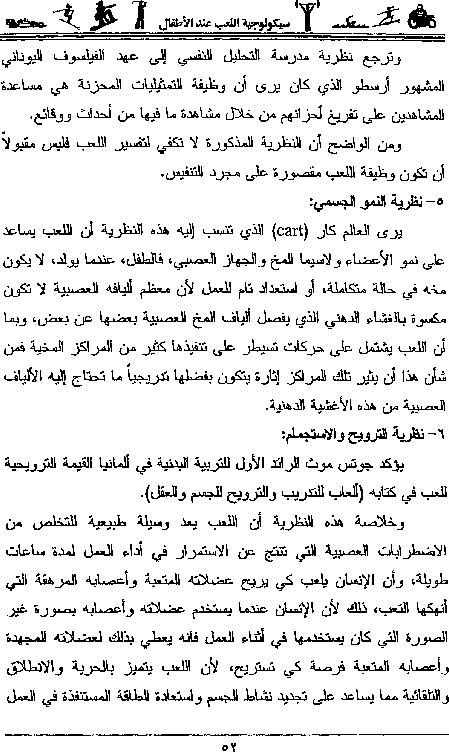 سيكولوجية اللعب عند الأطفال
وترجع نظرية مدرسة التحليل النفسي إلى عهد الفيلسوف اليوناني
المشهور أرسطو الذي كان يرى أن وظيفة التمثيليات المحزنة هي مساعدة
المشاهدين على تفريغ أحزانهم من خلال مشاهدة ما فيها من أحداث ووقائع.
ومن الواضح أن النظرية المذكورة لا تكفي لتفسير اللعب فليس مقبولاً
أن تكون وظيفة اللعب مقصورة على مجرد التنفيس.
٥- نظرية النمو الجسمي:
يرى العالم كار (cart) الذي تنسب إليه هذه النظرية أن اللعب يساعد
على نمو الأعضاء ولاسيما المخ والجهاز العصبي، فالطفل، عندما يولد، لا يكون
مخه في حالة متكاملة، أو استعداد تام للعمل لأن معظم أليافه العصبية لا تكون
مكسوة بالغشاء الدهني الذي يفصل ألياف المخ العصبية بعضها عن بعض، وبما
أن اللعب يشتمل على حركات تسيطر على تنفيذها كثير من المراكز المخية فمن
شأن هذا أن يثير تلك المراكز إثارة يتكون بفضلها تدريجياً ما تحتاج إليه الألياف
العصبية من هذه الأغشية الدهنية.
٦- نظرية الترويح والاستجمام:
يؤكد جوتس موث الرائد الأول للتربية البدنية في ألمانيا القيمة الترويحية
للعب في كتابه (ألعاب للتدريب والترويح للجسم والعقل).
وخلاصة هذه النظرية أن اللعب يعد وسيلة طبيعية للتخلص من
الاضطرابات العصبية التي تنتج عن الاستمرار في أداء العمل لمدة ساعات
طويلة، وأن الإنسان يلعب كي يريح عضلاته المتعبة وأعصابه المرهقة التي
أنهكها التعب، ذلك لأن الإنسان عندما يستخدم عضلاته وأعصابه بصورة غير
الصورة التي كان يستخدمها في أثناء العمل فانه يعطي بذلك لعضلاته المجهدة
وأعصابه المتعبة فرصة كي تستريح، لأن اللعب يتميز بالحرية والانطلاق
والتلقائية مما يساعد على تجديد نشاط الجسم واستعادة الطاقة المستنفذة في العمل
٥٢